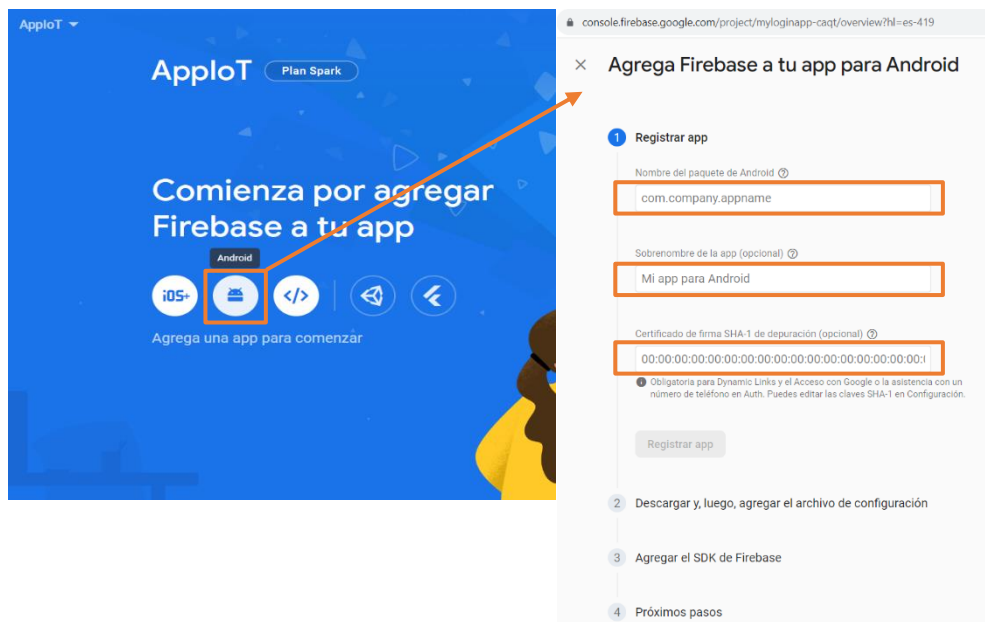 AppIoT
AppIoT Plan Spark
Comienza por agregar
Firebase a tu app
Android
iOS+ </>
Agrega una app para comenzar
console.firebase.google.com/project/myloginapp-caqt/overview?hl=es-419
× Agrega Firebase a tu app para Android
1 Registrar app
Nombre del paquete de Android ?
com.company.appname
Sobrenombre de la app (opcional) ?
Mi app para Android
Certificado de firma SHA-1 de depuración (opcional) ?
00:00:00:00:00:00:00:00:00:00:00:00:00:00:00:00:00:
Obligatoria para Dynamic Links y el Acceso con Google o la asistencia con un
número de teléfono en Auth. Puedes editar las claves SHA-1 en Configuración.
Registrar app
2 Descargar y, luego, agregar el archivo de configuración
3 Agregar el SDK de Firebase
4 Próximos pasos